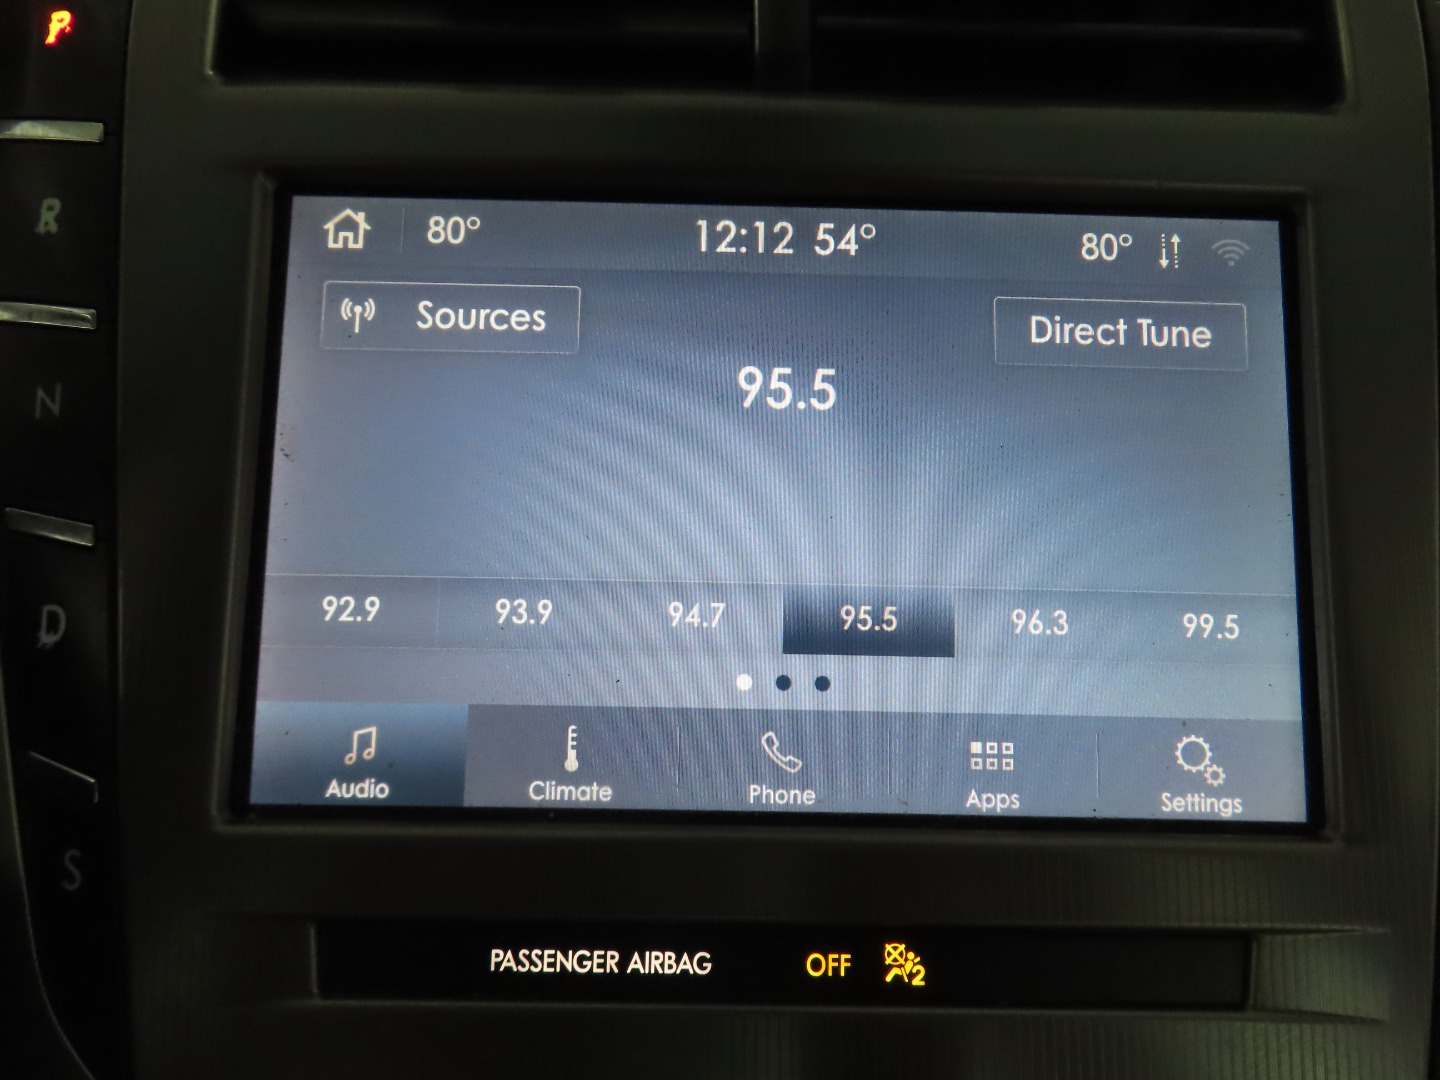 P
R
N
D
S
80° 12:12 54° 80°
Sources Direct Tune
95.5
92.9 93.9 94.7 95.5 96.3 99.5
Audio Climate Phone Apps Settings
PASSENGER AIRBAG OFF 2